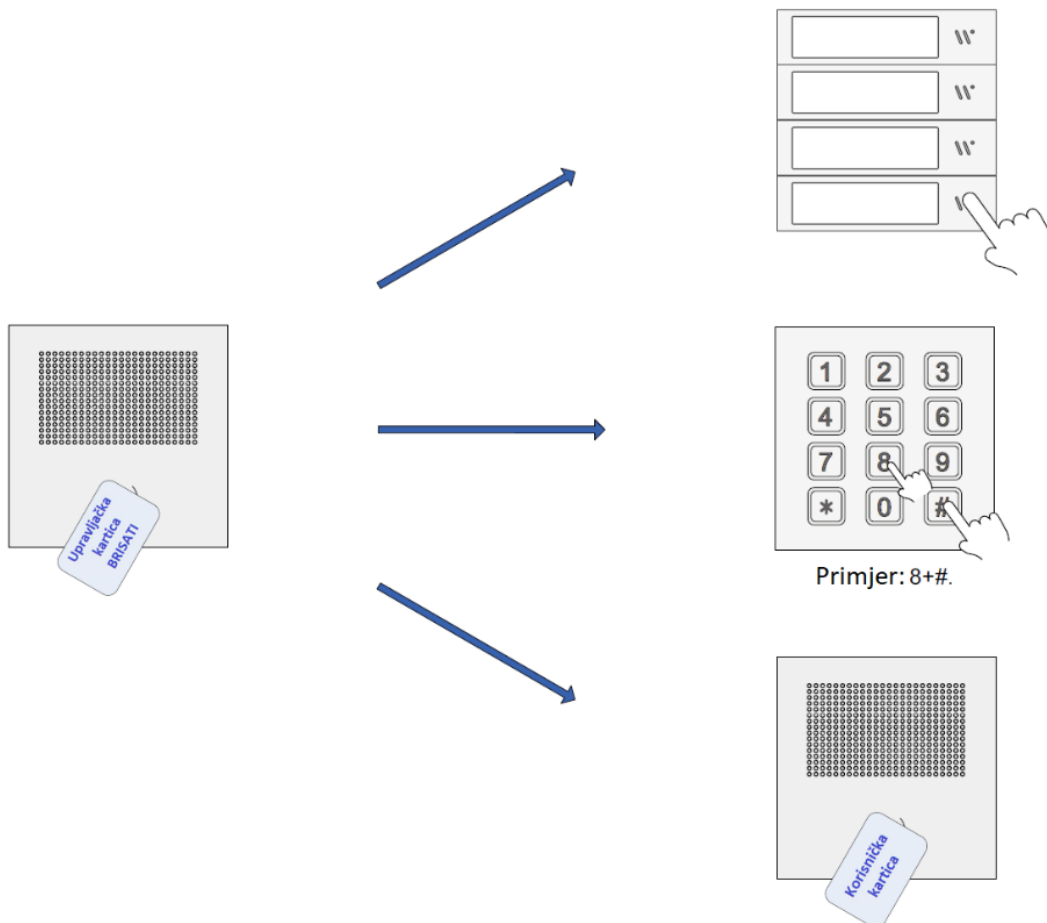 Upravljačka
kartica
BRISATI
1 2 3
4 5 6
7 8 9
* 0 #
Primjer: 8+#.
Korisnička
kartica